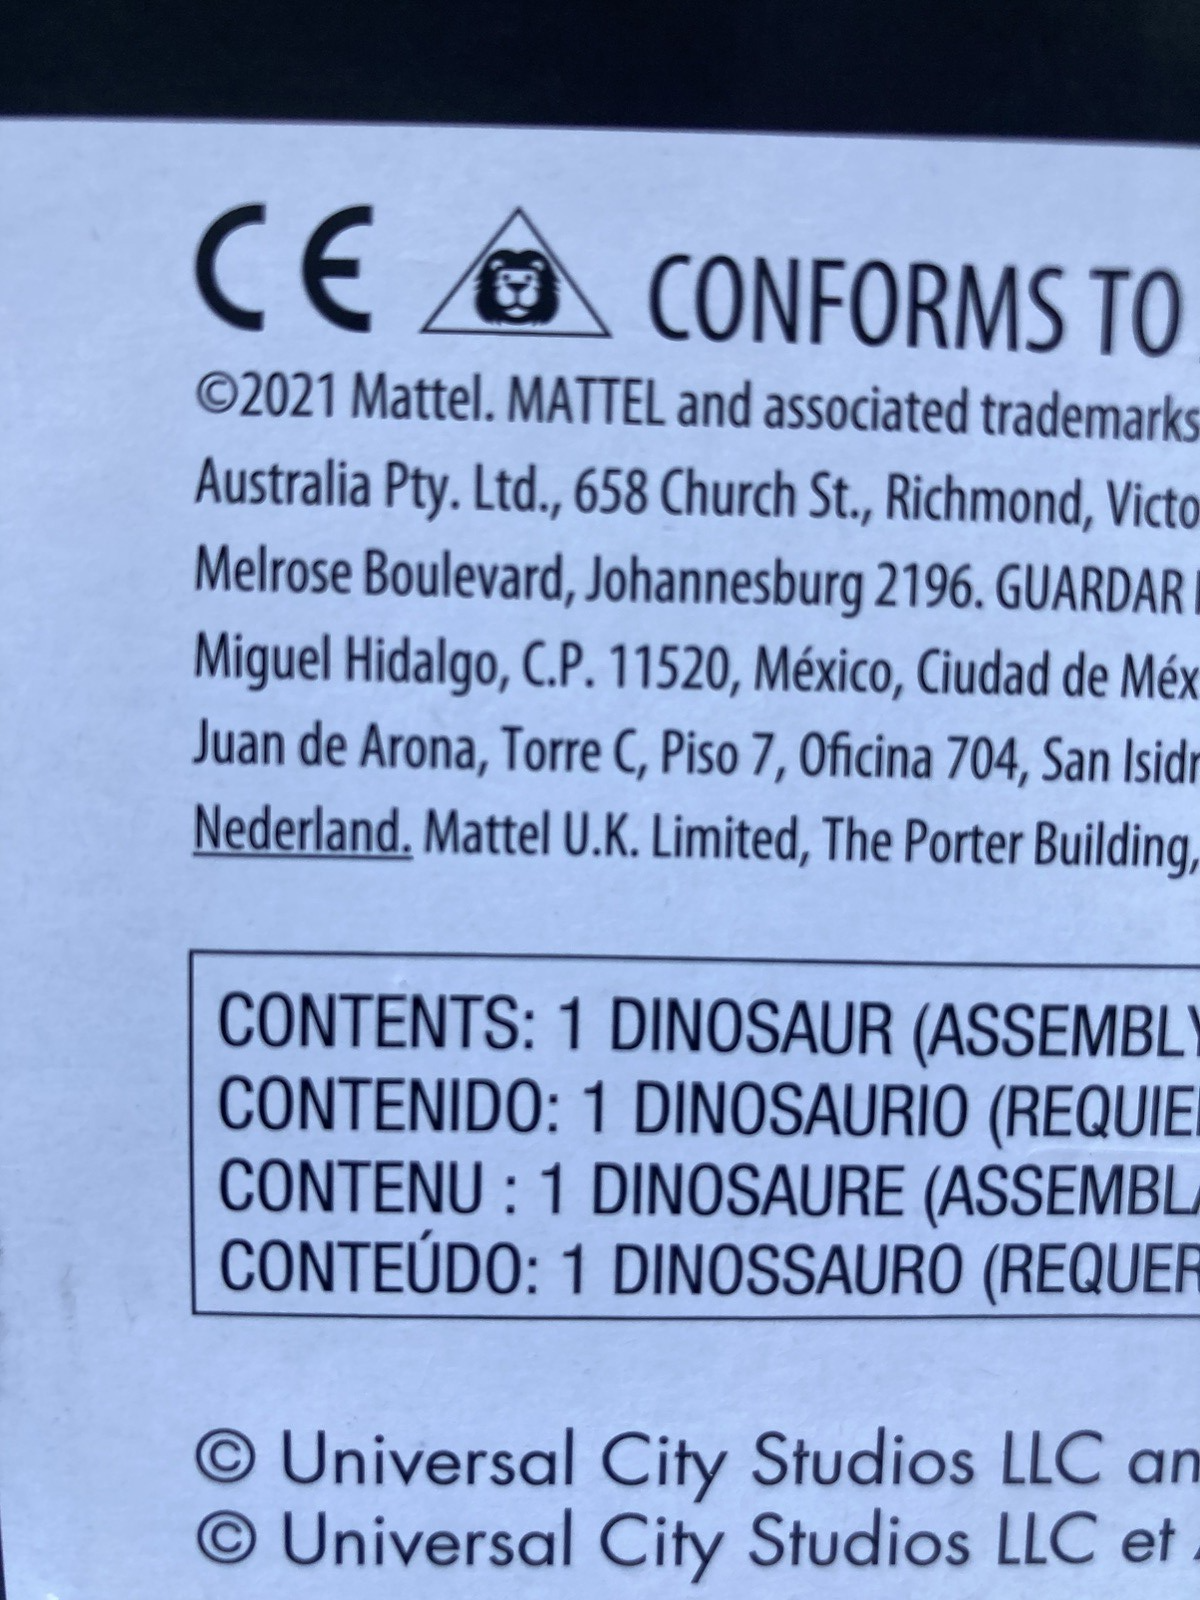 CE CONFORMS TO
©2021 Mattel. MATTEL and associated trademarks
Australia Pty. Ltd., 658 Church St., Richmond, Victo
Melrose Boulevard, Johannesburg 2196. GUARDAR
Miguel Hidalgo, C.P. 11520, México, Ciudad de Méx
Juan de Arona, Torre C, Piso 7, Oficina 704, San Isidr
Nederland. Mattel U.K. Limited, The Porter Building,
CONTENTS: 1 DINOSAUR (ASSEMBLY
CONTENIDO: 1 DINOSAURIO (REQUIE
CONTENU : 1 DINOSAURE (ASSEMBLA
CONTEÚDO: 1 DINOSSAURO (REQUER
© Universal City Studios LLC an
© Universal City Studios LLC et